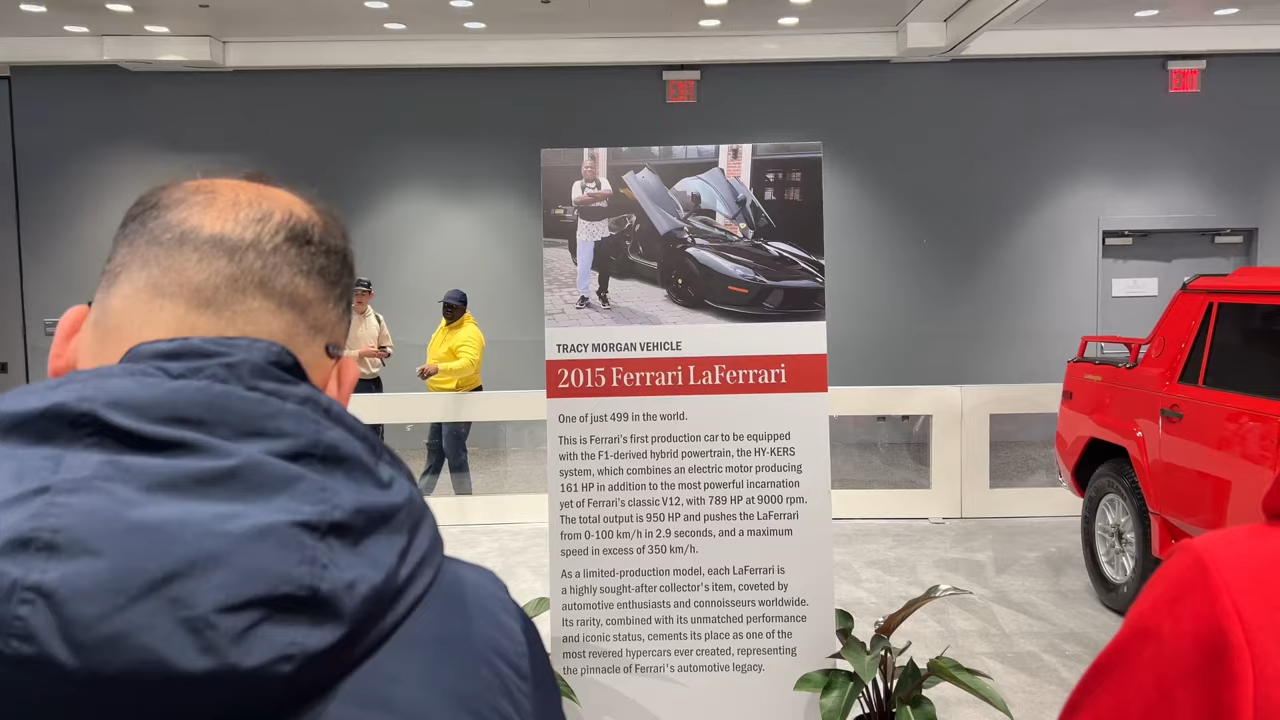 EXIT
EXIT
TRACY MORGAN VEHICLE
2015 Ferrari LaFerrari
One of just 499 in the world.
This is Ferrari's first production car to be equipped
with the F1-derived hybrid powertrain, the HY-KERS
system, which combines an electric motor producing
161 HP in addition to the most powerful incarnation
yet of Ferrari's classic V12, with 789 HP at 9000 rpm.
The total output is 950 HP and pushes the LaFerrari
from 0-100 km/h in 2.9 seconds, and a maximum
speed in excess of 350 km/h.
As a limited-production model, each LaFerrari is
a highly sought-after collector's item, coveted by
automotive enthusiasts and connoisseurs worldwide.
Its rarity, combined with its unmatched performance
and iconic status, cements its place as one of the
most revered hypercars ever created, representing
the pinnacle of Ferrari's automotive legacy.